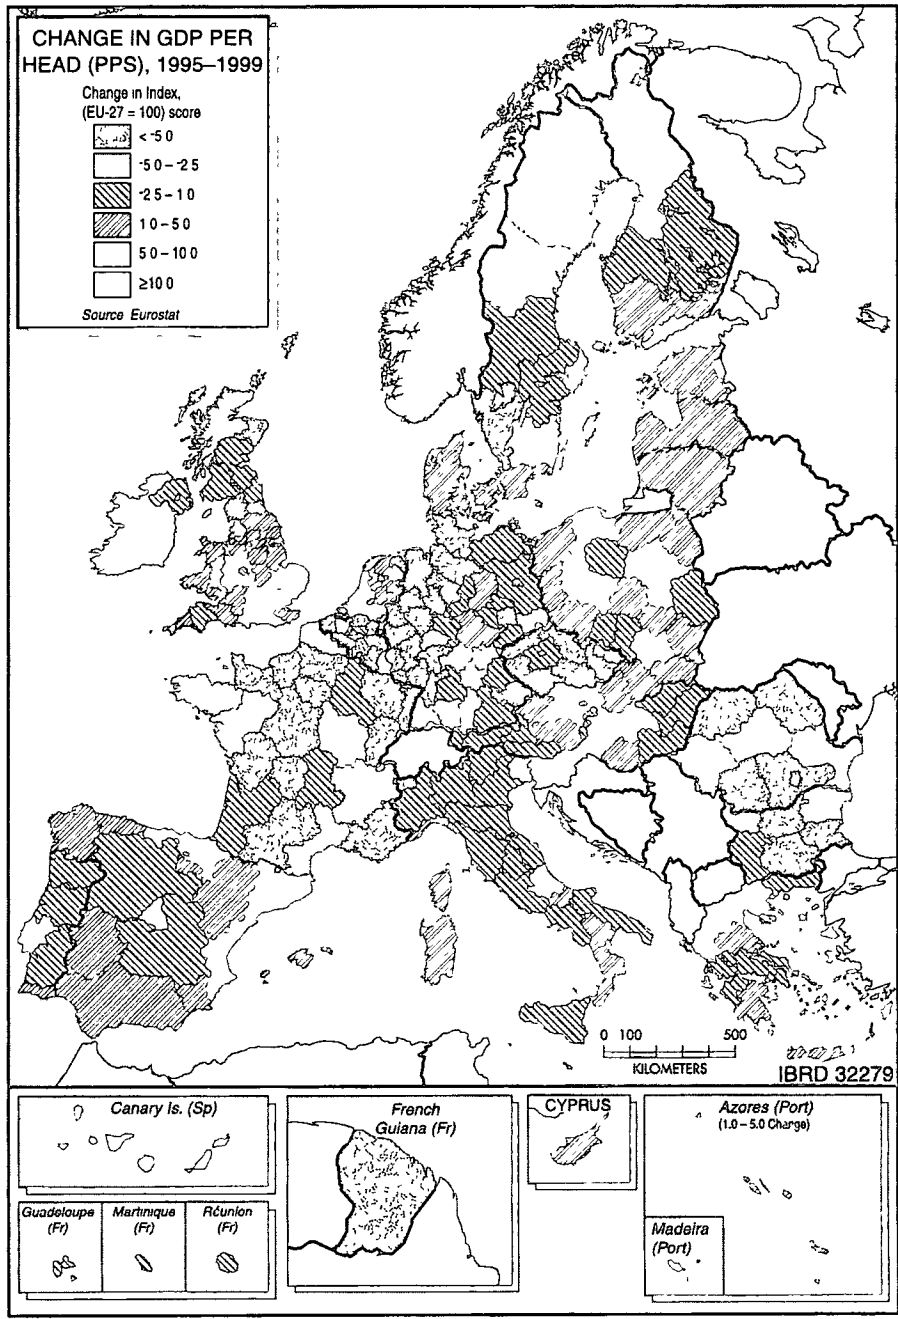 CHANGE IN GDP PER
HEAD (PPS), 1995–1999
Change in Index,
(EU-27 = 100) score
< -5 0
-5 0 – -2 5
-2 5 – 1 0
1 0 – 5 0
5 0 – 10 0
≥10 0
Source Eurostat
0 100 500
KILOMETERS
IBRD 32279
Canary Is. (Sp)
French
Guiana (Fr)
CYPRUS
Azores (Port)
(1.0 – 5.0 Charge)
Guadeloupe
(Fr)
Martinique
(Fr)
Réunion
(Fr)
Madeira
(Port)